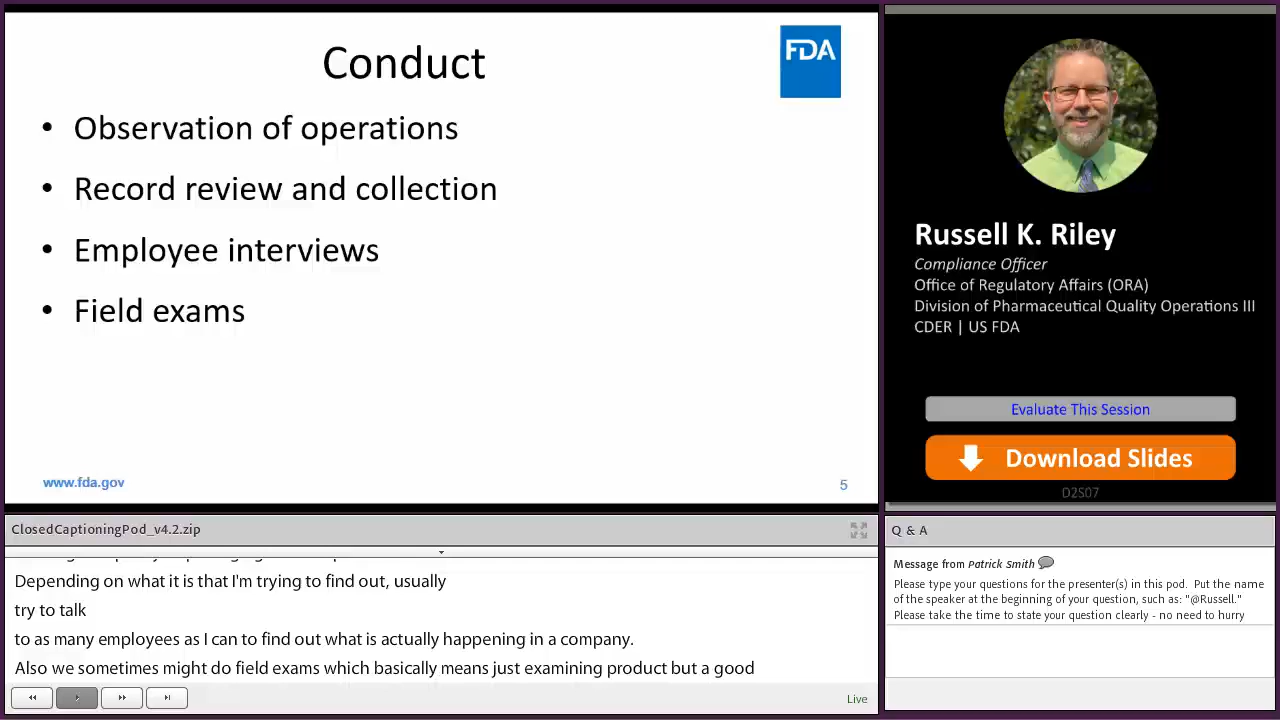 Conduct
FDA
• Observation of operations
• Record review and collection
• Employee interviews
• Field exams
www.fda.gov
5
Russell K. Riley
Compliance Officer
Office of Regulatory Affairs (ORA)
Division of Pharmaceutical Quality Operations III
CDER | US FDA
Evaluate This Session
Download Slides
D2S07
ClosedCaptioningPod_v4.2.zip
Depending on what it is that I'm trying to find out, usually
try to talk
to as many employees as I can to find out what is actually happening in a company.
Also we sometimes might do field exams which basically means just examining product but a good
Live
Q & A
Message from Patrick Smith
Please type your questions for the presenter(s) in this pod. Put the name
of the speaker at the beginning of your question, such as: "@Russell."
Please take the time to state your question clearly - no need to hurry